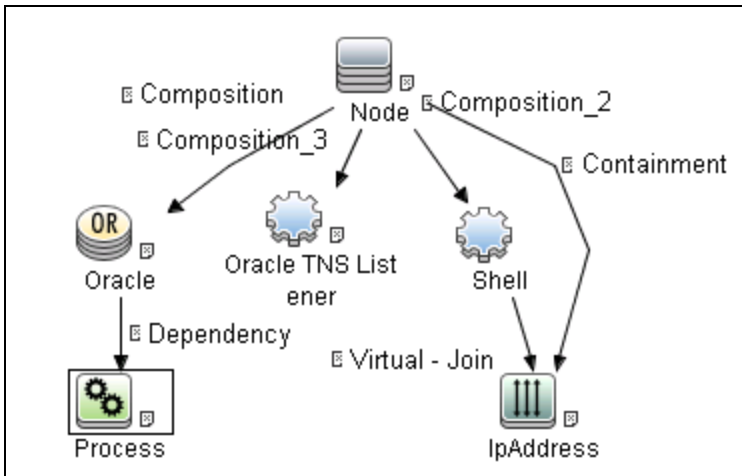 Node
Composition
Composition_2
Composition_3
Containment
OR
Oracle
Oracle TNS List
ener
Shell
Dependency
Virtual - Join
Process
IpAddress